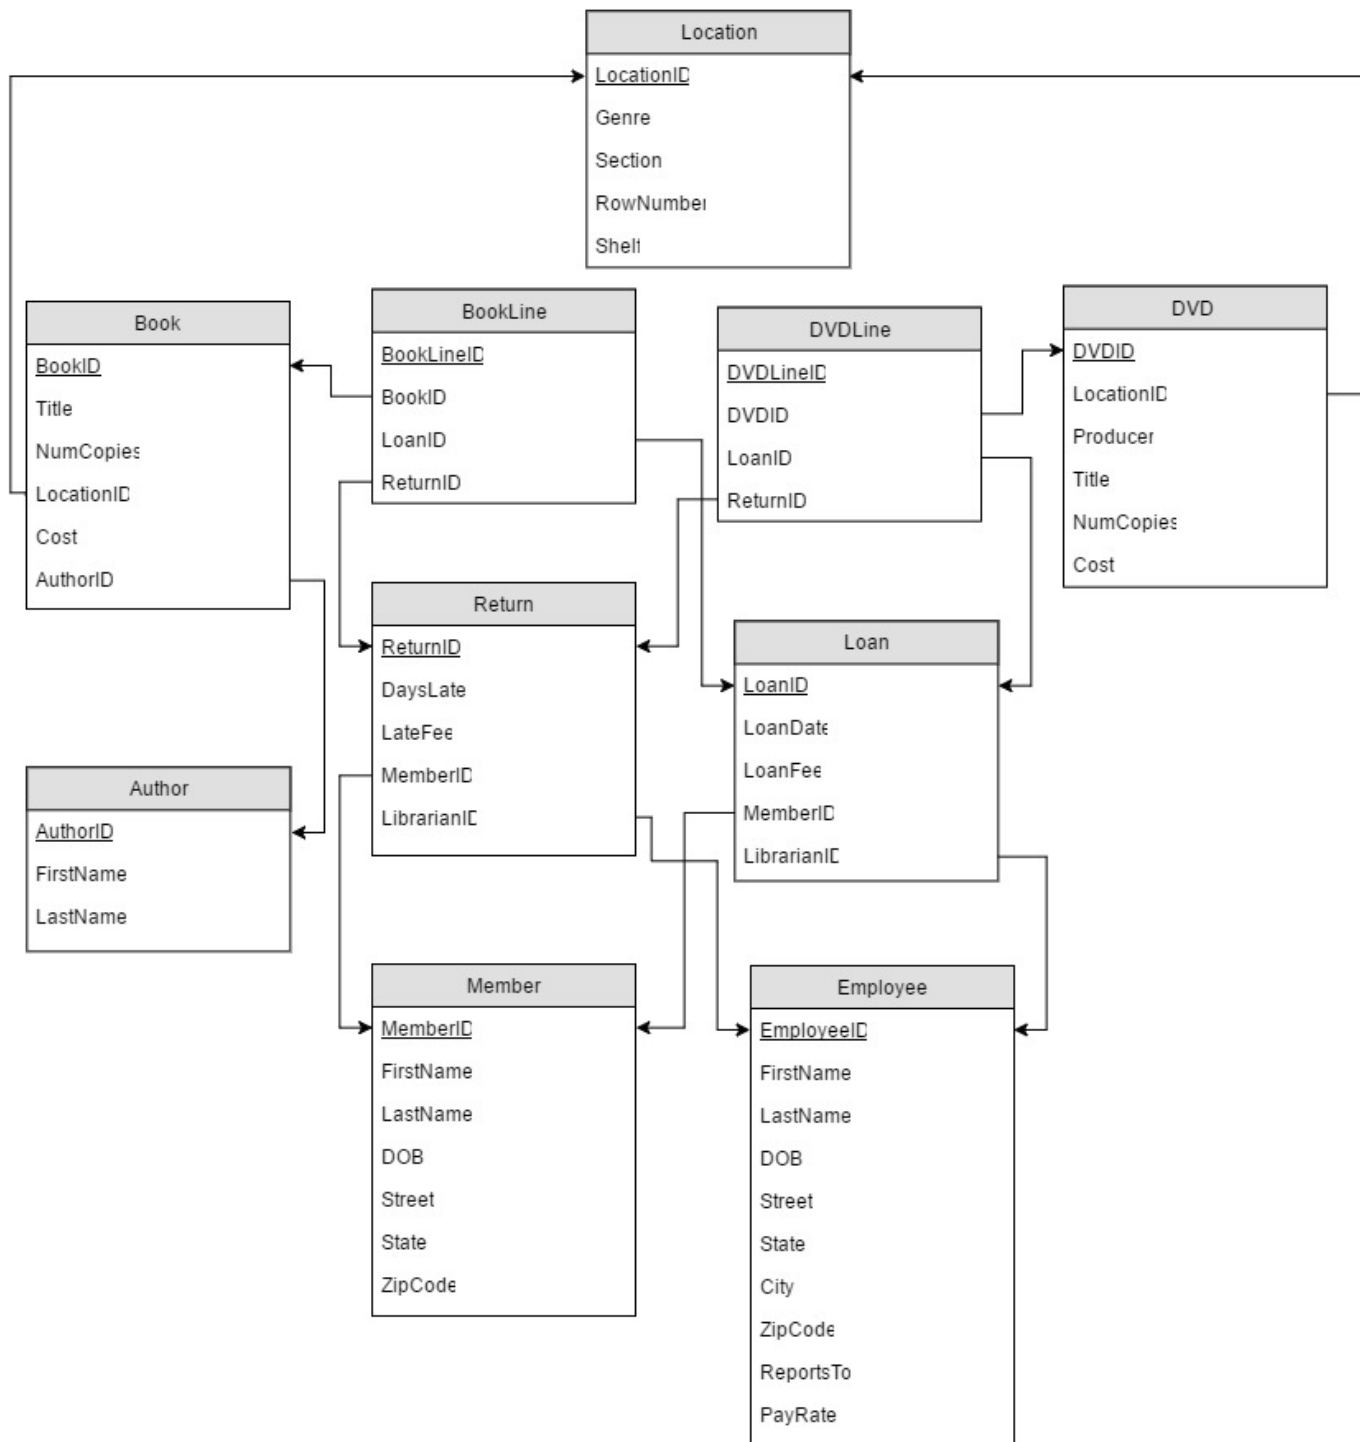 Location
LocationID
Genre
Section
RowNumber
Shelf
Book
BookID
Title
NumCopies
LocationID
Cost
AuthorID
BookLine
BookLineID
BookID
LoanID
ReturnID
DVDLine
DVDLineID
DVDID
LoanID
ReturnID
DVD
DVDID
LocationID
Producer
Title
NumCopies
Cost
Return
ReturnID
DaysLate
LateFee
MemberID
LibrarianID
Loan
LoanID
LoanDate
LoanFee
MemberID
LibrarianID
Author
AuthorID
FirstName
LastName
Member
MemberID
FirstName
LastName
DOB
Street
State
ZipCode
Employee
EmployeeID
FirstName
LastName
DOB
Street
State
City
ZipCode
ReportsTo
PayRate